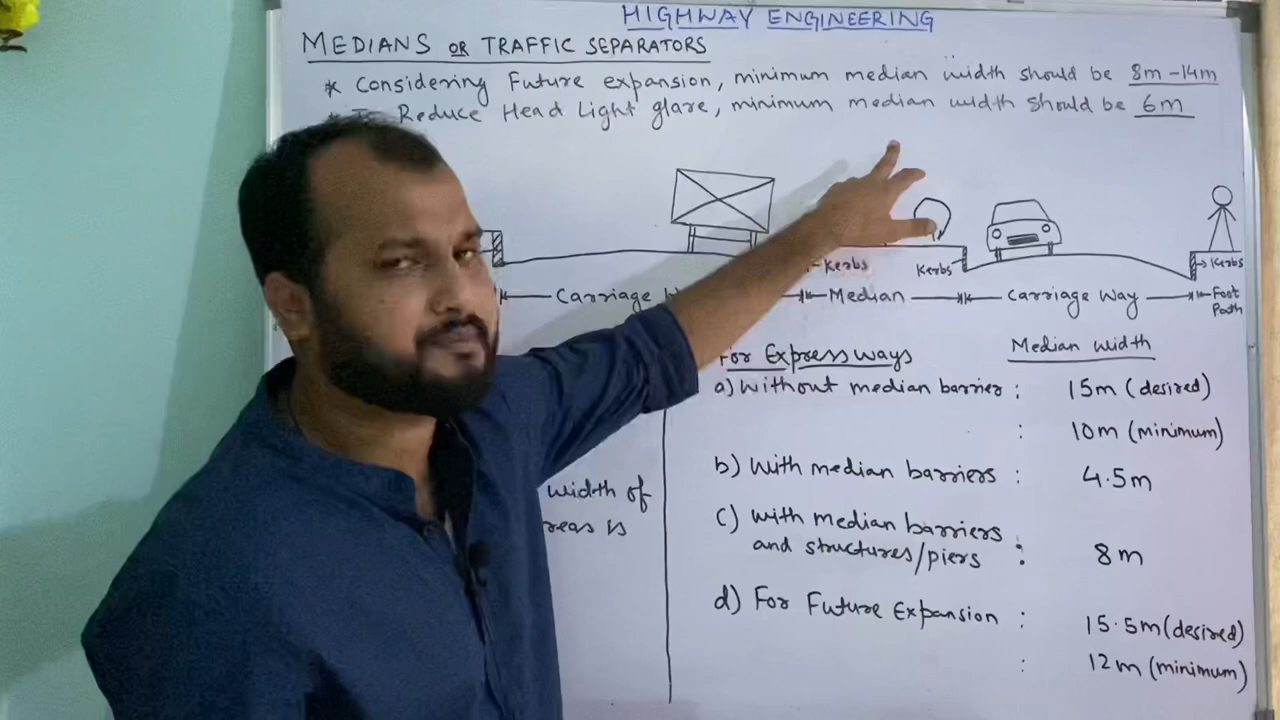 HIGHWAY ENGINEERING
MEDIANS OR TRAFFIC SEPARATORS
* Considering Future expansion, minimum median width should be 8m-14m
* To Reduce Head Light glare, minimum median width should be 6m
Kerbs
Kerbs
Kerbs
Carriage
Median
Carriage Way
Foot
Path
For Expressways
Median Width
a) Without median barrier : 15m (desired)
: 10m (minimum)
b) With median barriers : 4.5m
c) with median barriers
and structures/piers : 8m
d) For Future Expansion : 15.5m (desired)
: 12m (minimum)
width of
is